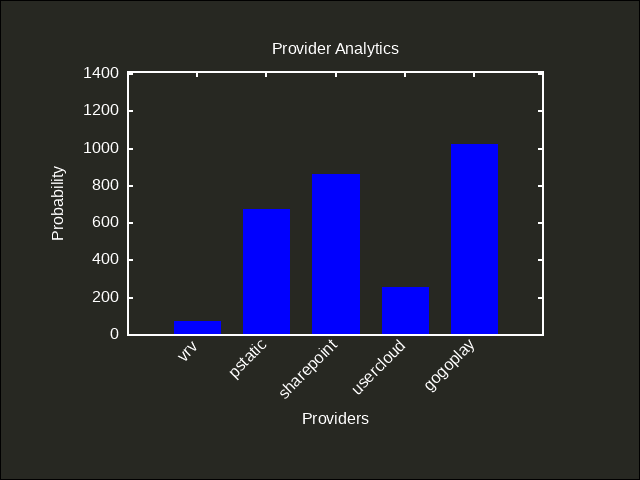 Provider Analytics
1400
1200
1000
800
600
400
200
0
Probability
vrv
pstatic
sharepoint
usercloud
gogoplay
Providers